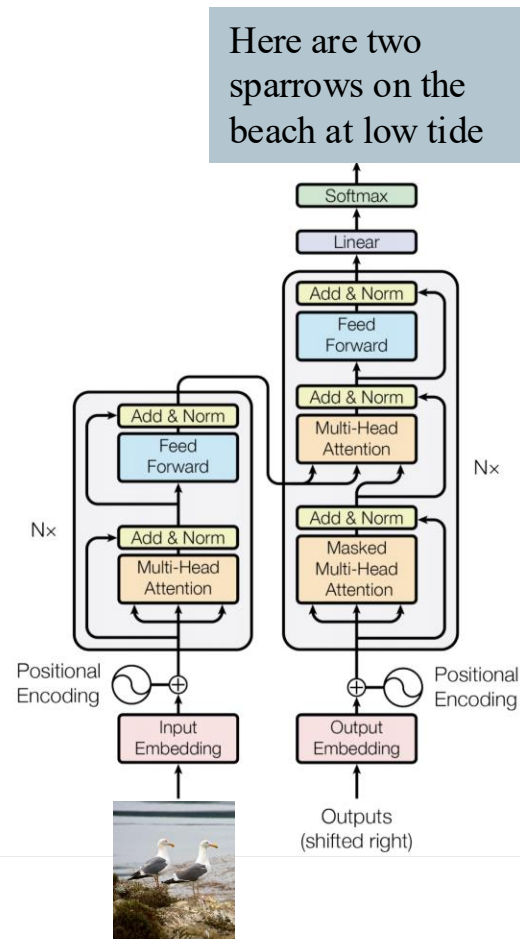 Here are two
sparrows on the
beach at low tide
Softmax
Linear
Add & Norm
Feed
Forward
Add & Norm
Multi-Head
Attention
Nx
Add & Norm
Masked
Multi-Head
Attention
Add & Norm
Feed
Forward
Nx
Add & Norm
Multi-Head
Attention
Positional
Encoding
Positional
Encoding
Input
Embedding
Output
Embedding
Outputs
(shifted right)